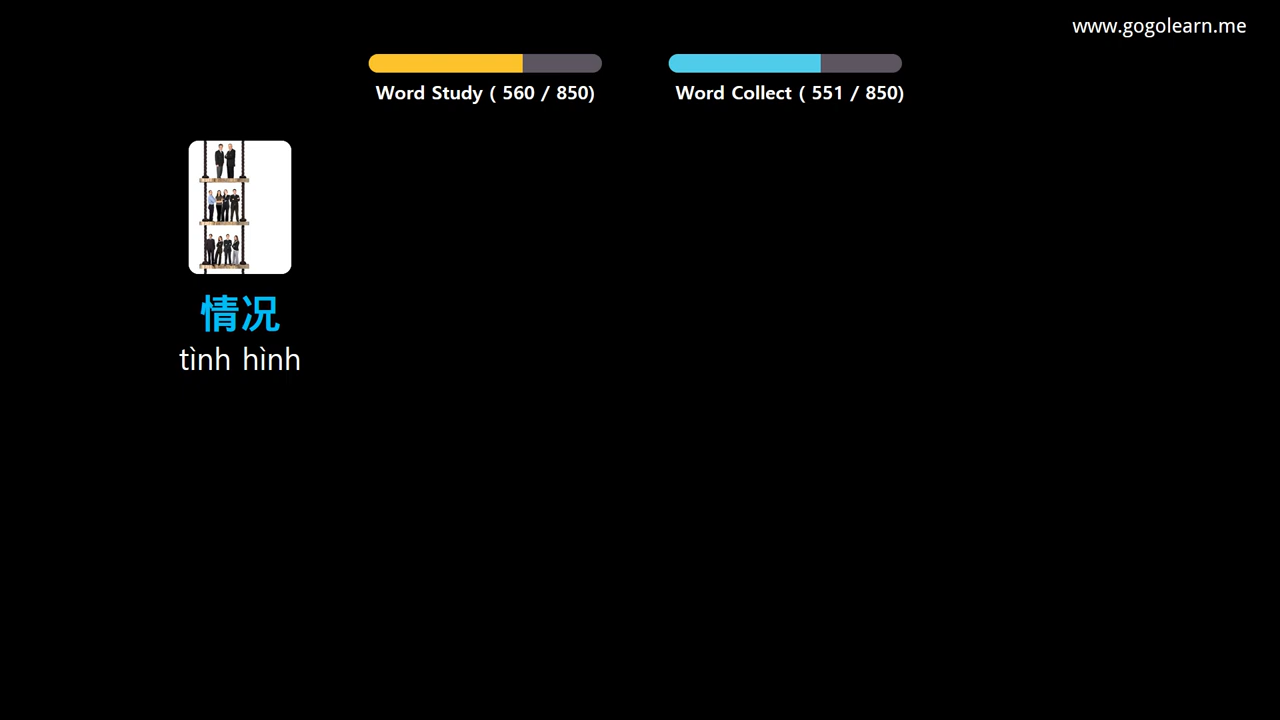 www.gogolearn.me
Word Study ( 560 / 850)
Word Collect ( 551 / 850)
情况
tình hình